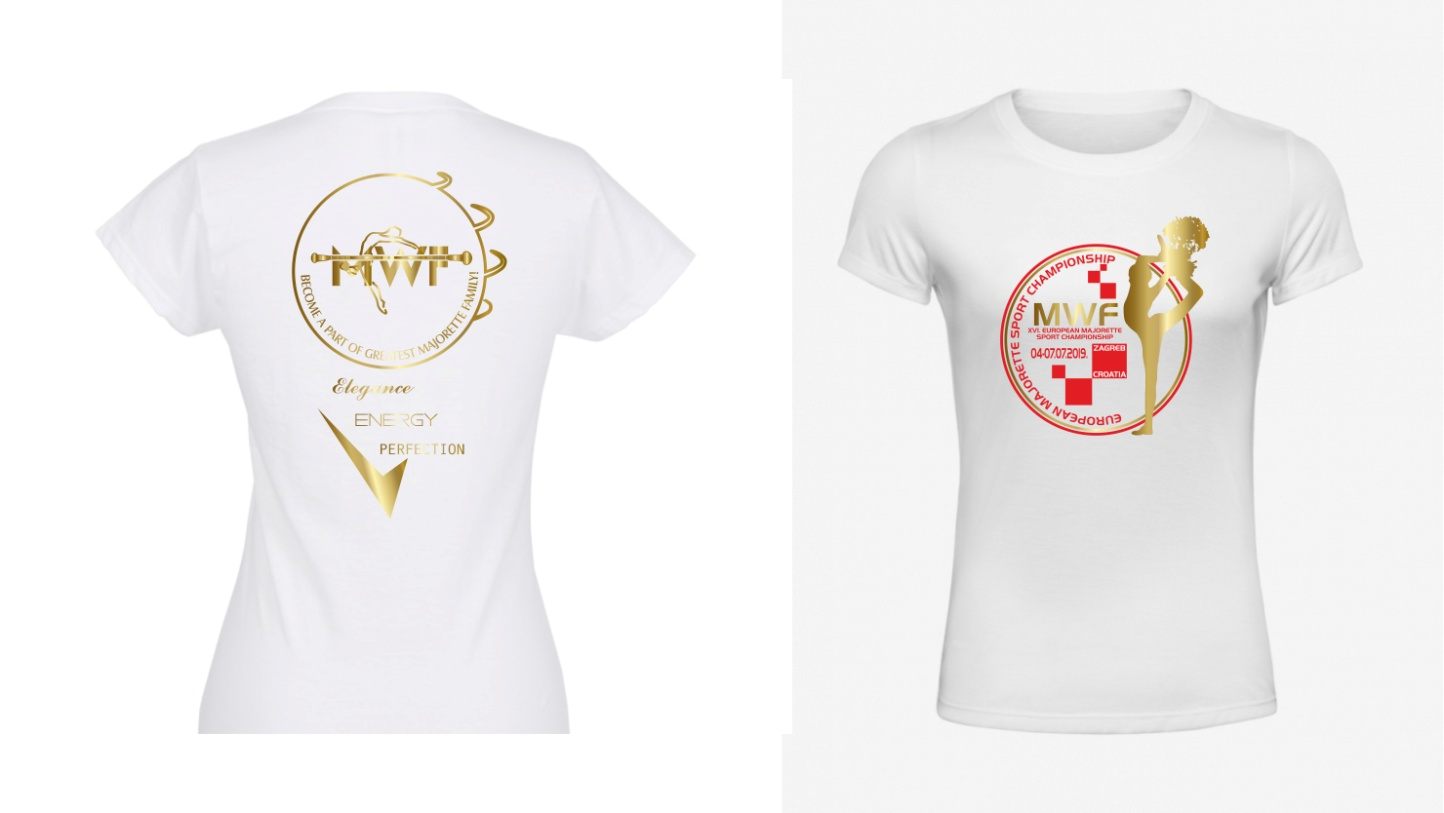 MWF
BECOME A PART OF GREATEST MAJORETTE FAMILY!
Elegance
ENERGY
PERFECTION
EUROPEAN MAJORETTE SPORT CHAMPIONSHIP
MWF
XVI. EUROPEAN MAJORETTE
SPORT CHAMPIONSHIP
04-07.07.2019.
ZAGREB
CROATIA